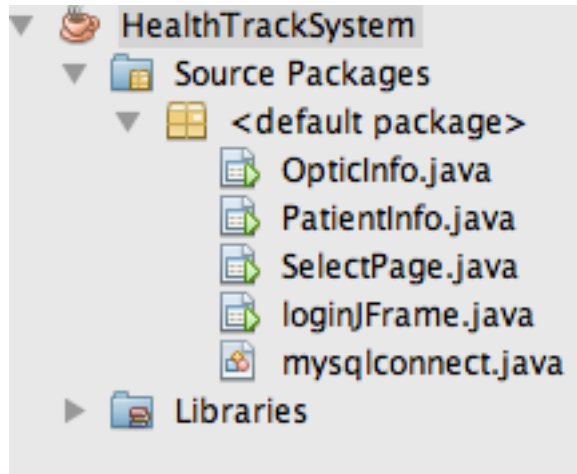 HealthTrackSystem
Source Packages
<default package>
OpticInfo.java
PatientInfo.java
SelectPage.java
loginJFrame.java
mysqlconnect.java
Libraries